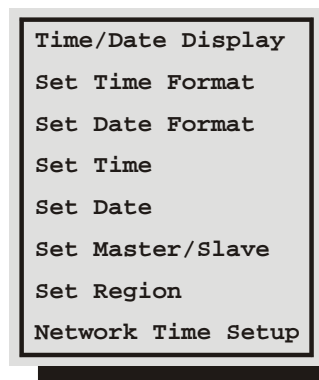 Time/Date Display
Set Time Format
Set Date Format
Set Time
Set Date
Set Master/Slave
Set Region
Network Time Setup